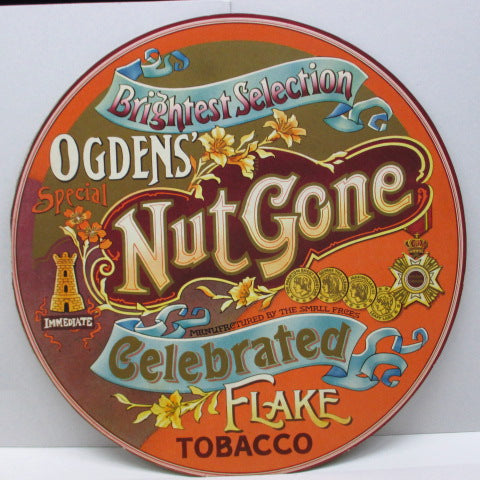 Brightest Selection
OGDENS'
Special
Nut Gone
IMMEDIATE
MANUFACTURED BY THE SMALL FACES
Celebrated
FLAKE
TOBACCO